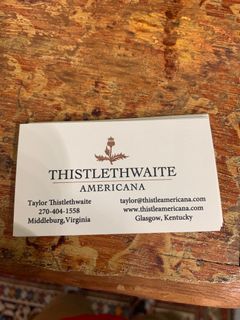 THISTLETHWAITE
AMERICANA
Taylor Thistlethwaite
270-404-1558
Middleburg,Virginia
taylor@thistleamericana.com
www.thistleamericana.com
Glasgow, Kentucky